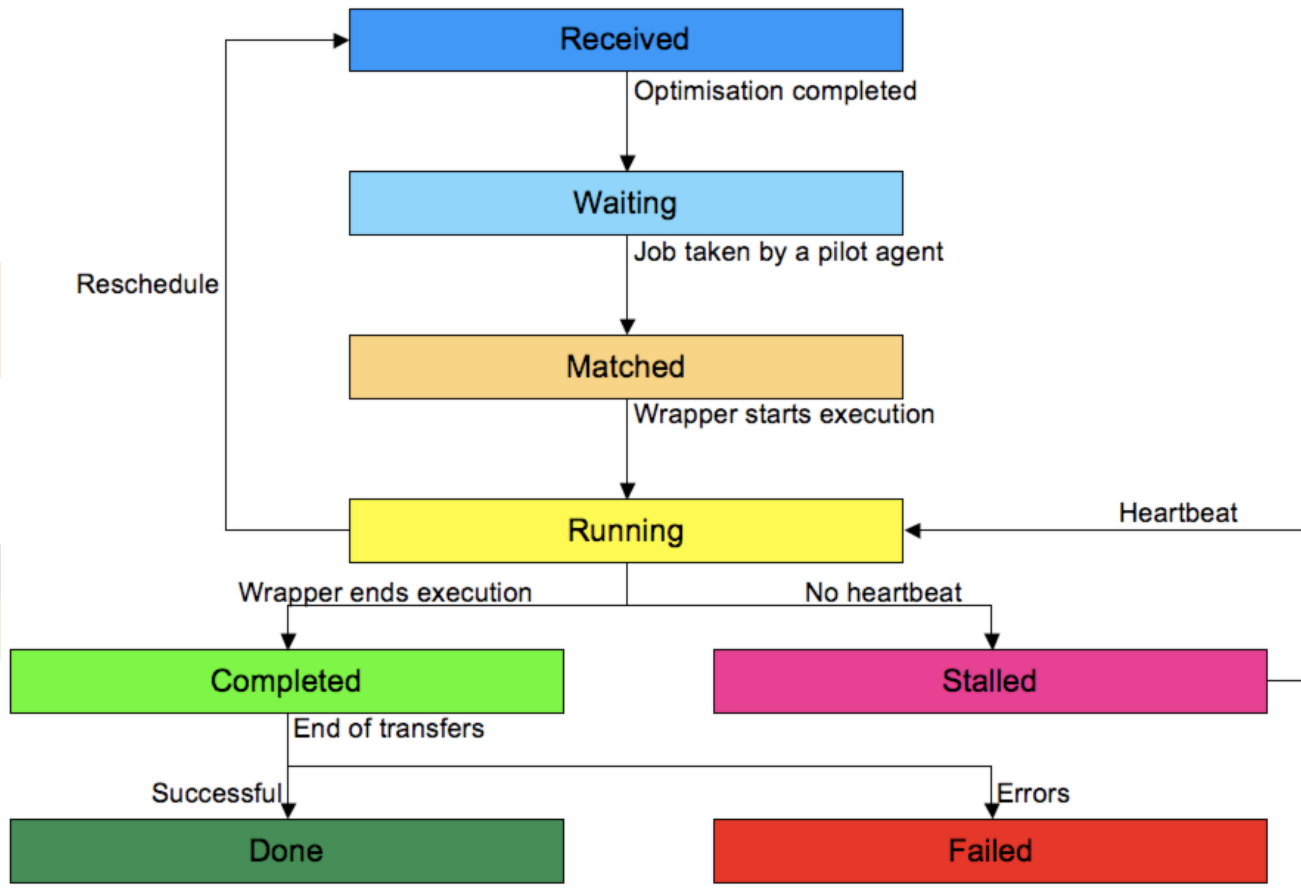 Received
Optimisation completed
Waiting
Job taken by a pilot agent
Reschedule
Matched
Wrapper starts execution
Heartbeat
Running
Wrapper ends execution
No heartbeat
Completed
Stalled
End of transfers
Successful
Errors
Done
Failed